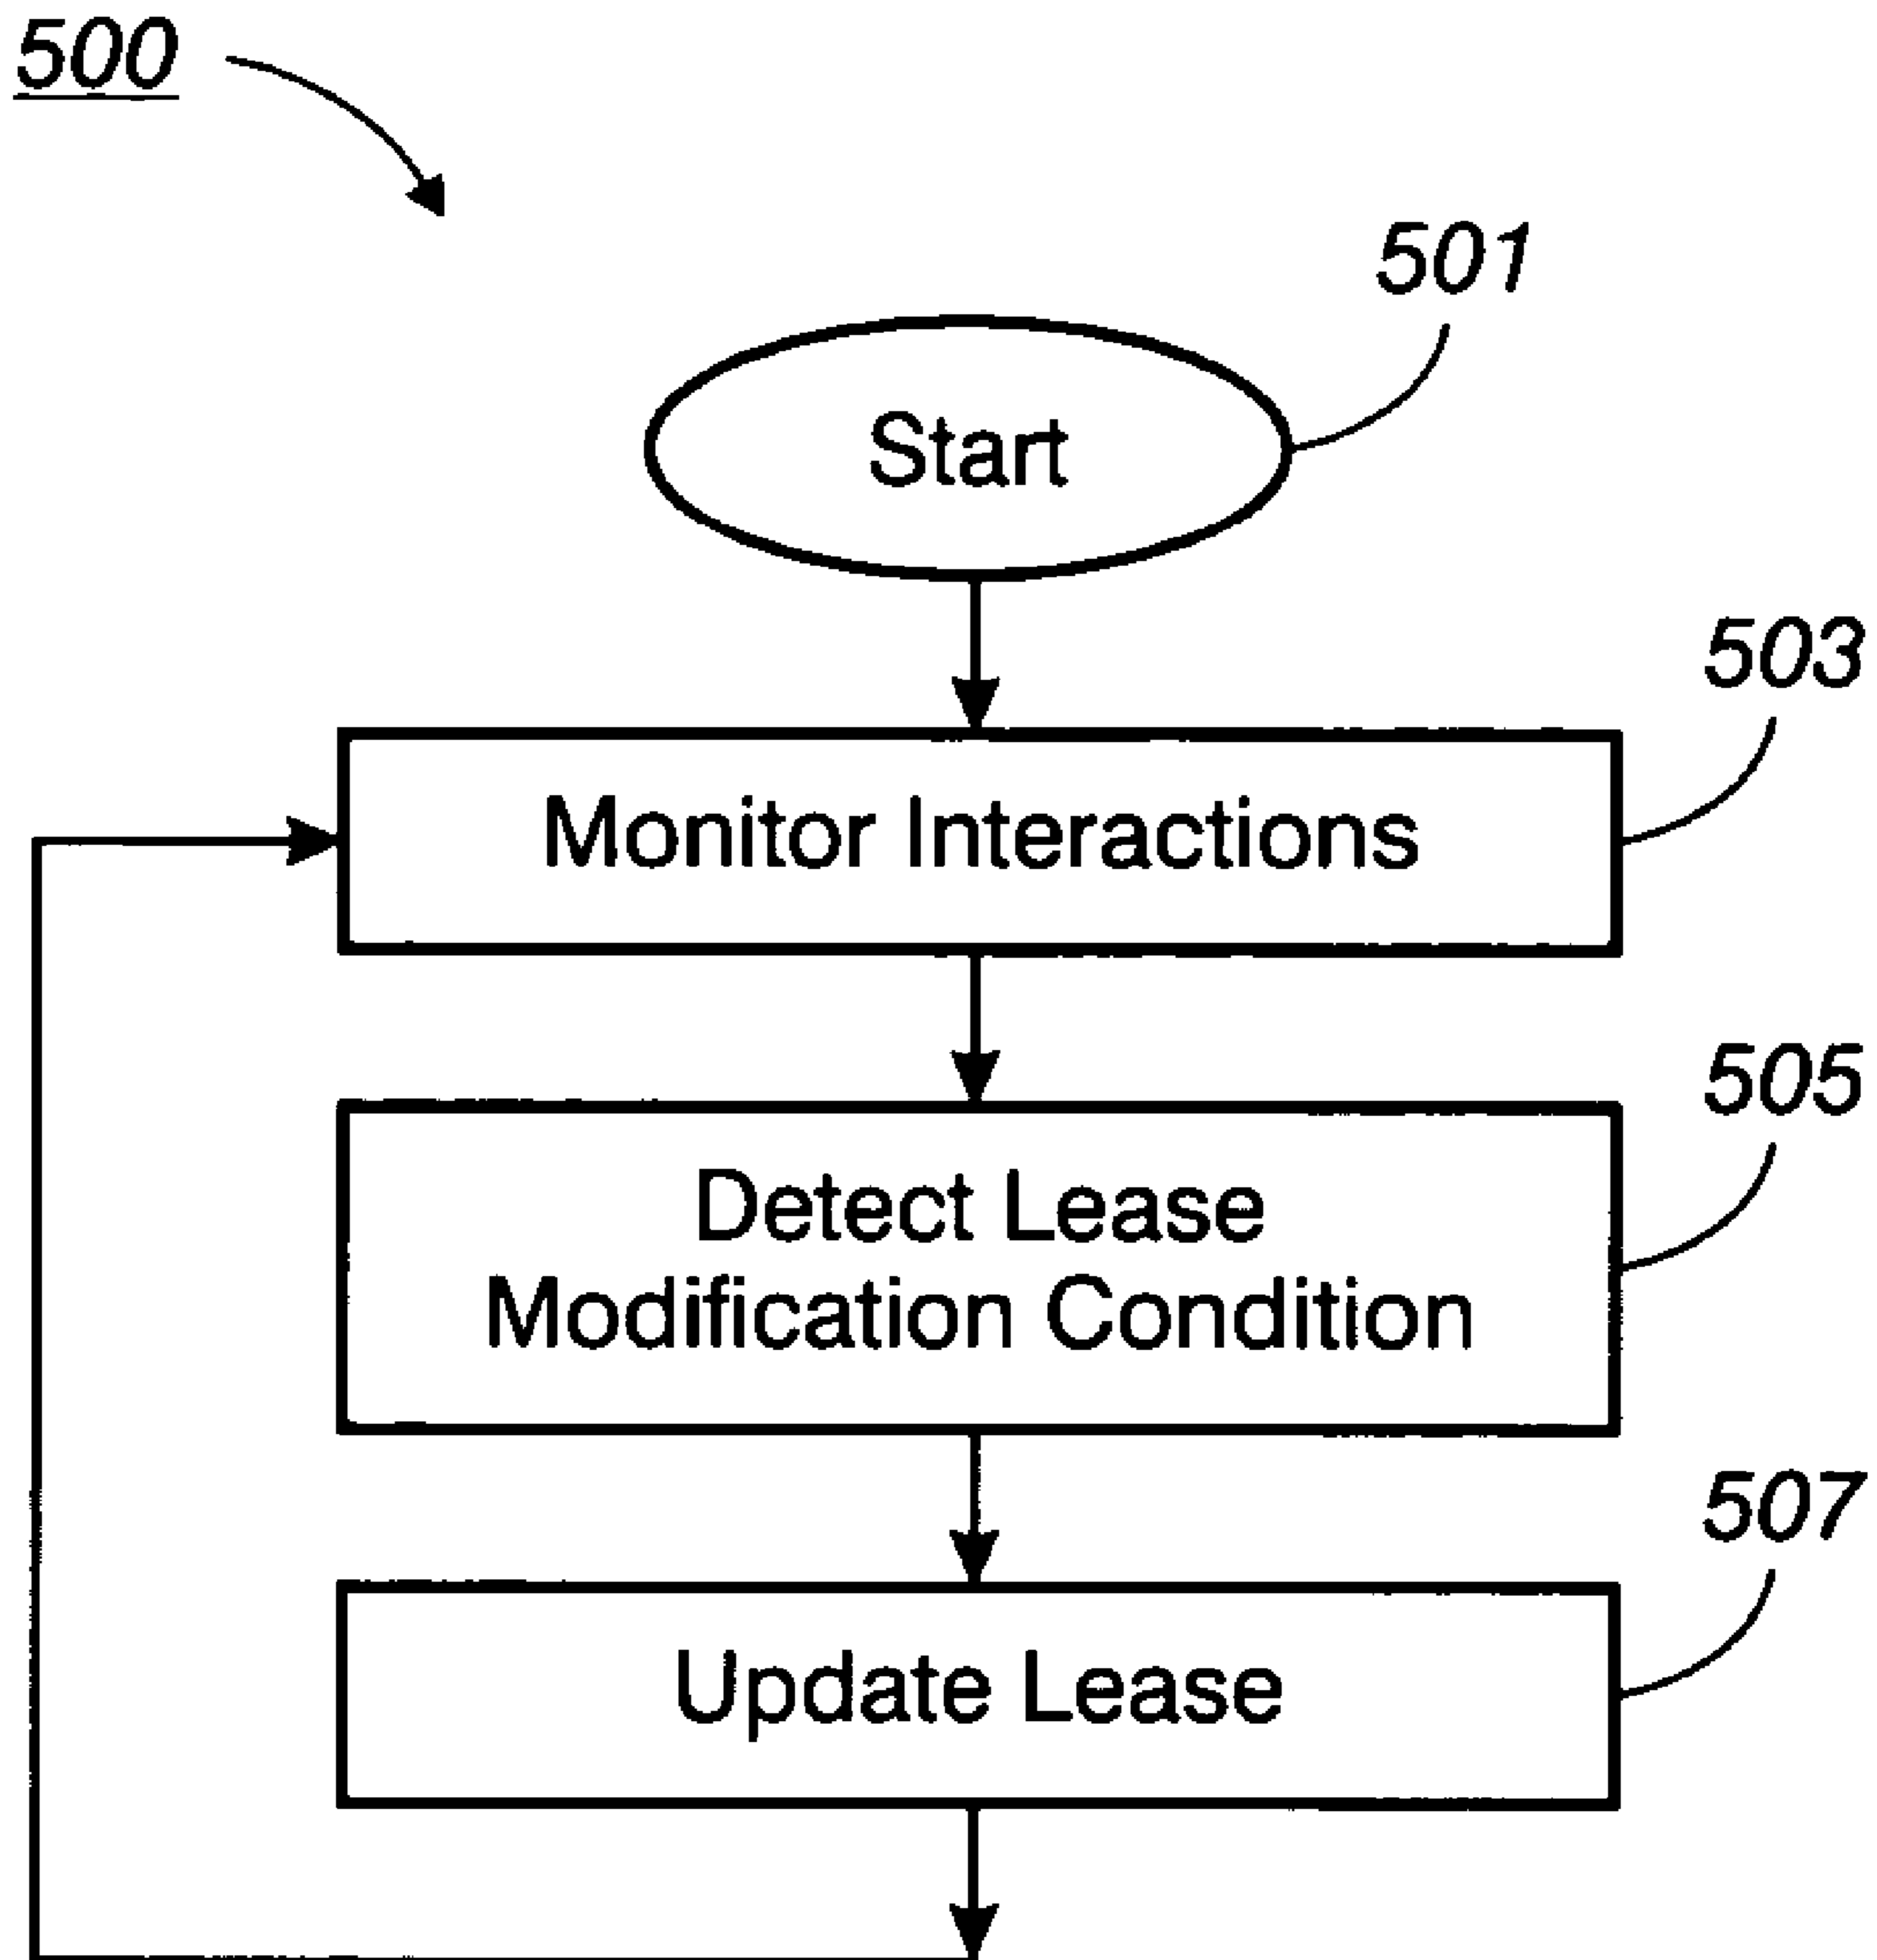 500
501
Start
503
Monitor Interactions
505
Detect Lease
Modification Condition
507
Update Lease